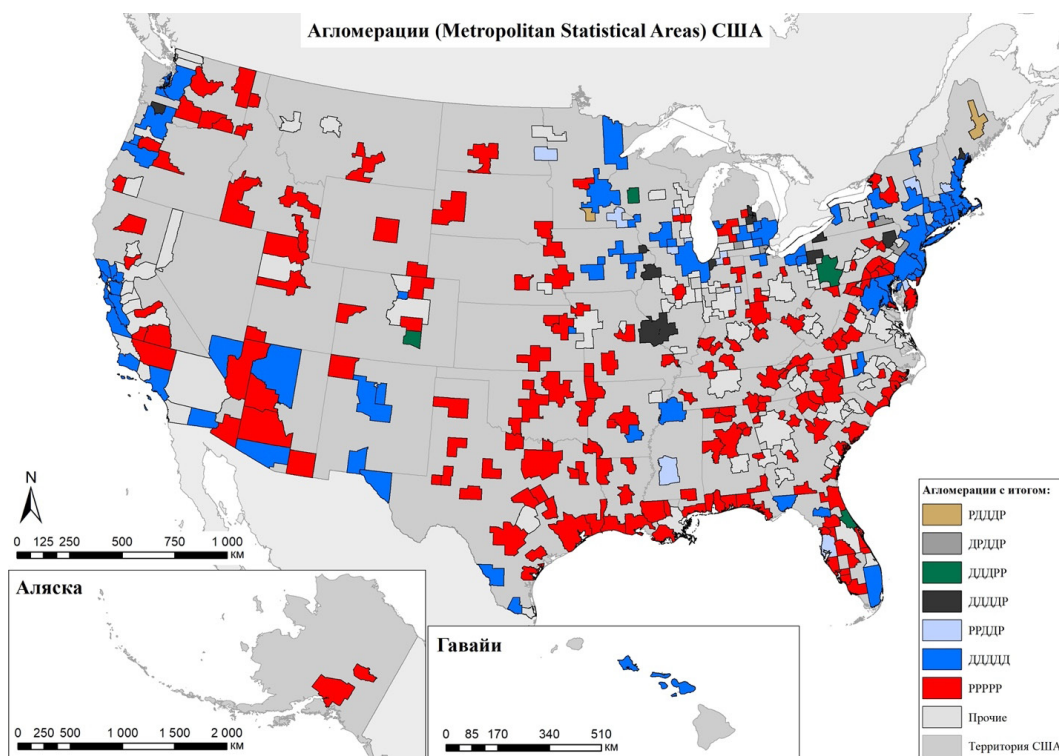 Агломерации (Metropolitan Statistical Areas) США
N
0 125 250 500 750 1 000
КМ
Аляска
0 250 500 1 000 1 500 2 000
КМ
Гавайи
0 85 170 340 510
КМ
Агломерации с итогом:
РДДДР
ДРДДР
ДДДРР
ДДДДР
РРДДР
ДДДДД
РРРРР
Прочие
Территория США